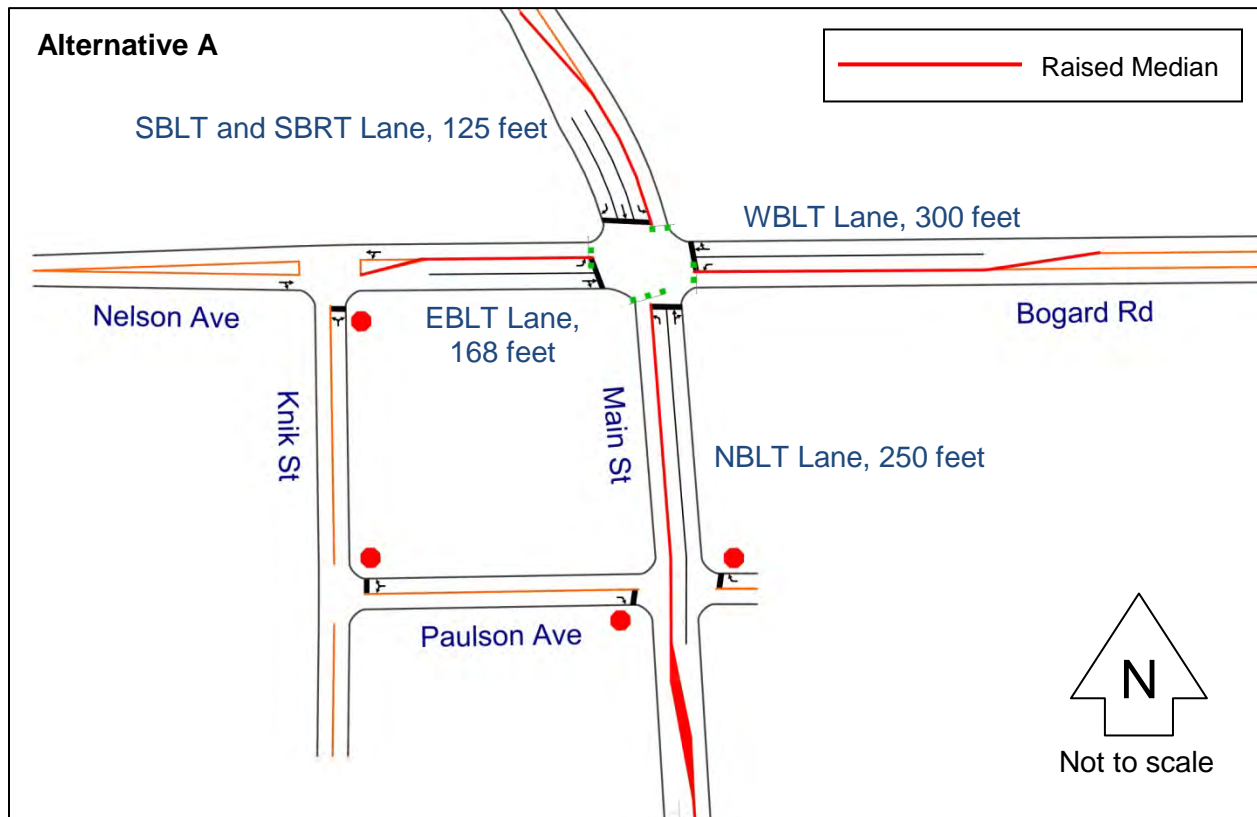 Alternative A
Raised Median
SBLT and SBRT Lane, 125 feet
WBLT Lane, 300 feet
Nelson Ave
EBLT Lane,
168 feet
Bogard Rd
Knik St
Main St
NBLT Lane, 250 feet
Paulson Ave
N
Not to scale